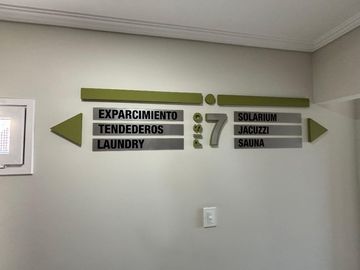 EXPARCIMIENTO
TENDEDEROS
LAUNDRY
PISO 7
SOLARIUM
JACUZZI
SAUNA